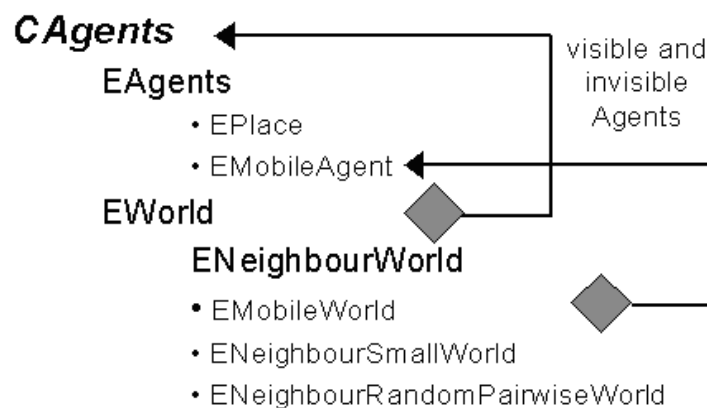 CAgents
visible and
invisible
Agents
EAgents
• EPlace
• EMobileAgent
EWorld
ENeighbourWorld
• EMobileWorld
• ENeighbourSmallWorld
• ENeighbourRandomPairwiseWorld